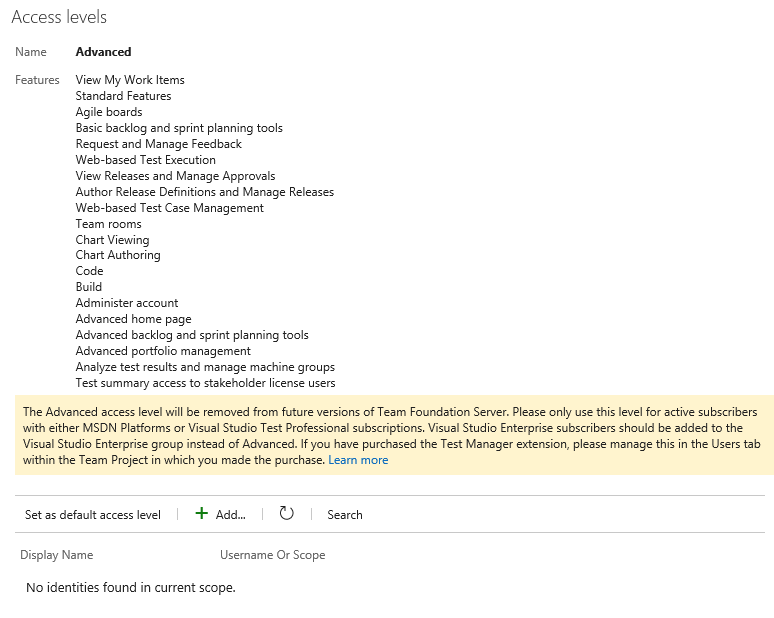 Access levels
Name Advanced
Features View My Work Items
Standard Features
Agile boards
Basic backlog and sprint planning tools
Request and Manage Feedback
Web-based Test Execution
View Releases and Manage Approvals
Author Release Definitions and Manage Releases
Web-based Test Case Management
Team rooms
Chart Viewing
Chart Authoring
Code
Build
Administer account
Advanced home page
Advanced backlog and sprint planning tools
Advanced portfolio management
Analyze test results and manage machine groups
Test summary access to stakeholder license users
The Advanced access level will be removed from future versions of Team Foundation Server. Please only use this level for active subscribers
with either MSDN Platforms or Visual Studio Test Professional subscriptions. Visual Studio Enterprise subscribers should be added to the
Visual Studio Enterprise group instead of Advanced. If you have purchased the Test Manager extension, please manage this in the Users tab
within the Team Project in which you made the purchase. Learn more
Set as default access level Add... Search
Display Name Username Or Scope
No identities found in current scope.